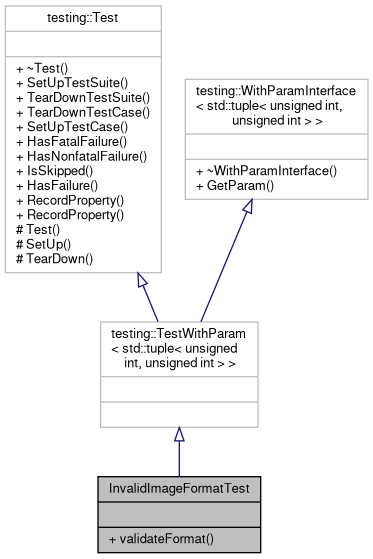 testing::Test
+ ~Test()
+ SetUpTestSuite()
+ TearDownTestSuite()
+ TearDownTestCase()
+ SetUpTestCase()
+ HasFatalFailure()
+ HasNonfatalFailure()
+ IsSkipped()
+ HasFailure()
+ RecordProperty()
+ RecordProperty()
# Test()
# SetUp()
# TearDown()
testing::WithParamInterface
< std::tuple< unsigned int,
unsigned int > >
+ ~WithParamInterface()
+ GetParam()
testing::TestWithParam
< std::tuple< unsigned
int, unsigned int > >
InvalidImageFormatTest
+ validateFormat()